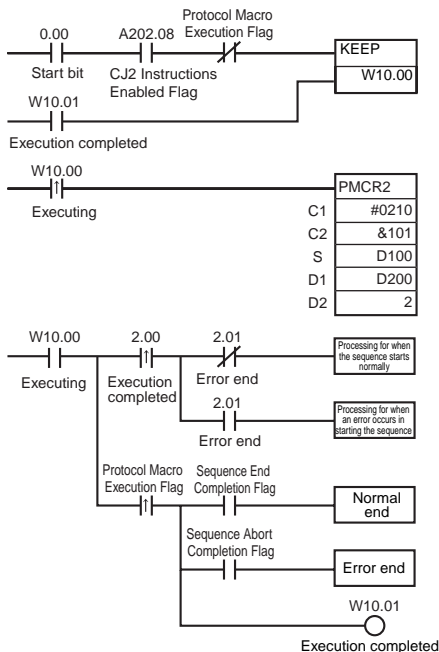 Protocol Macro
Execution Flag
0.00
A202.08
KEEP
W10.00
Start bit
CJ2 Instructions
Enabled Flag
W10.01
Execution completed
W10.00
↑
Executing
PMCR2
C1 #0210
C2 &101
S D100
D1 D200
D2 2
W10.00
2.00
2.01
↑
Executing
Execution
completed
Error end
Processing for when
the sequence starts
normally
2.01
Error end
Processing for when
an error occurs in
starting the sequence
Protocol Macro
Execution Flag
↑
Sequence End
Completion Flag
Normal
end
Sequence Abort
Completion Flag
Error end
W10.01
Execution completed